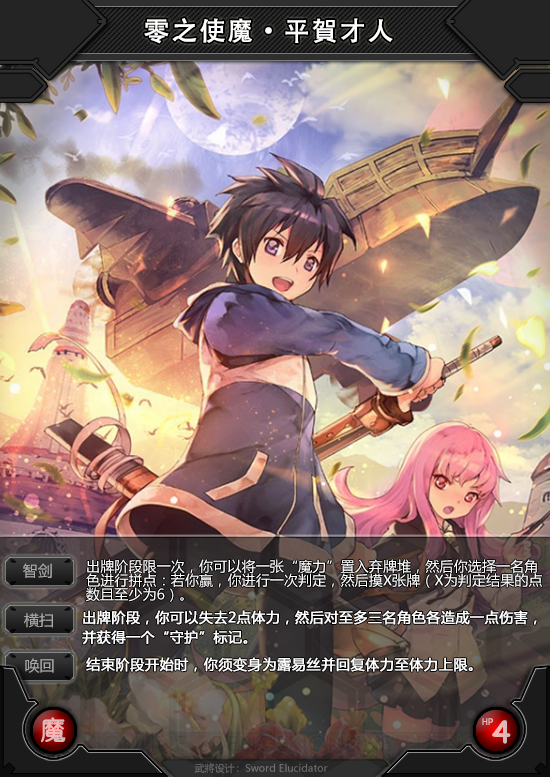 零之使魔·平賀才人
智剑
出牌阶段限一次，你可以将一张“魔力”置入弃牌堆，然后你选择一名角
色进行拼点：若你赢，你进行一次判定，然后摸X张牌（X为判定结果的点
数且至少为6）。
横扫
出牌阶段，你可以失去2点体力，然后对至多三名角色各造成一点伤害，
并获得一个“守护”标记。
唤回
结束阶段开始时，你须变身为露易丝并回复体力至体力上限。
魔
HP 4
武將设计：Sword Elucidator